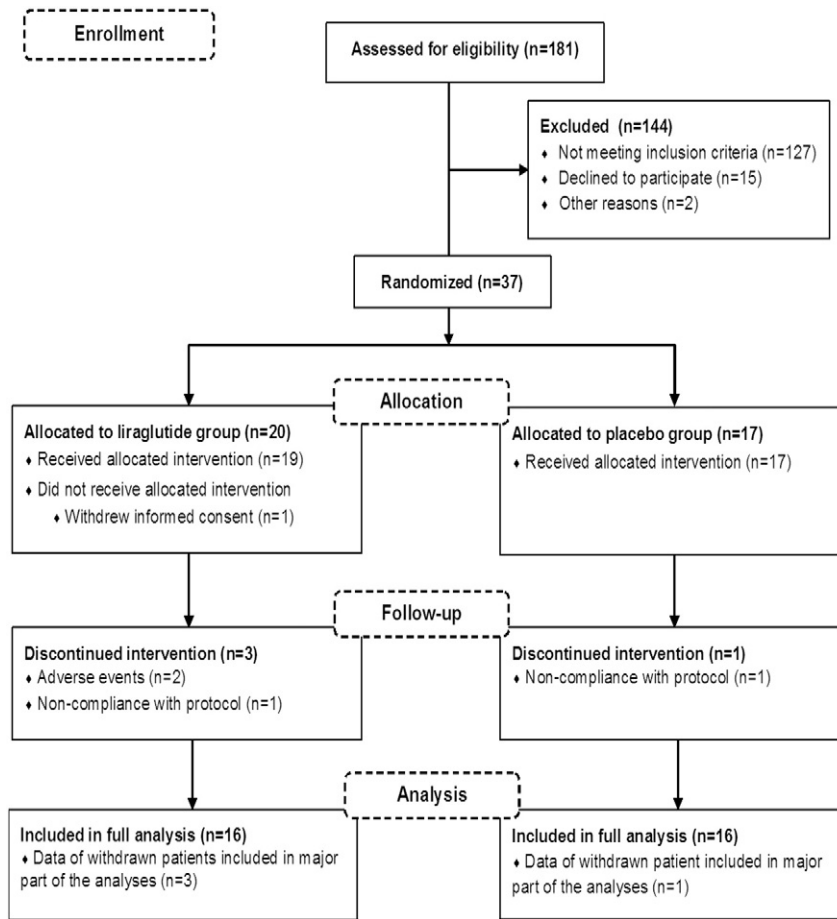 Enrollment
Assessed for eligibility (n=181)
Excluded (n=144)
♦ Not meeting inclusion criteria (n=127)
♦ Declined to participate (n=15)
♦ Other reasons (n=2)
Randomized (n=37)
Allocation
Allocated to liraglutide group (n=20)
♦ Received allocated intervention (n=19)
♦ Did not receive allocated intervention
♦ Withdrew informed consent (n=1)
Allocated to placebo group (n=17)
♦ Received allocated intervention (n=17)
Follow-up
Discontinued intervention (n=3)
♦ Adverse events (n=2)
♦ Non-compliance with protocol (n=1)
Discontinued intervention (n=1)
♦ Non-compliance with protocol (n=1)
Analysis
Included in full analysis (n=16)
♦ Data of withdrawn patients included in major
part of the analyses (n=3)
Included in full analysis (n=16)
♦ Data of withdrawn patient included in major
part of the analyses (n=1)